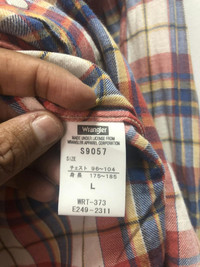 Wrangler
MADE UNDER LICENSE FROM
WRANGLER APPAREL CORPORATION
S9057
SIZE
チェスト 96~104
身長 175~185
L
WRT-373
E249-2311